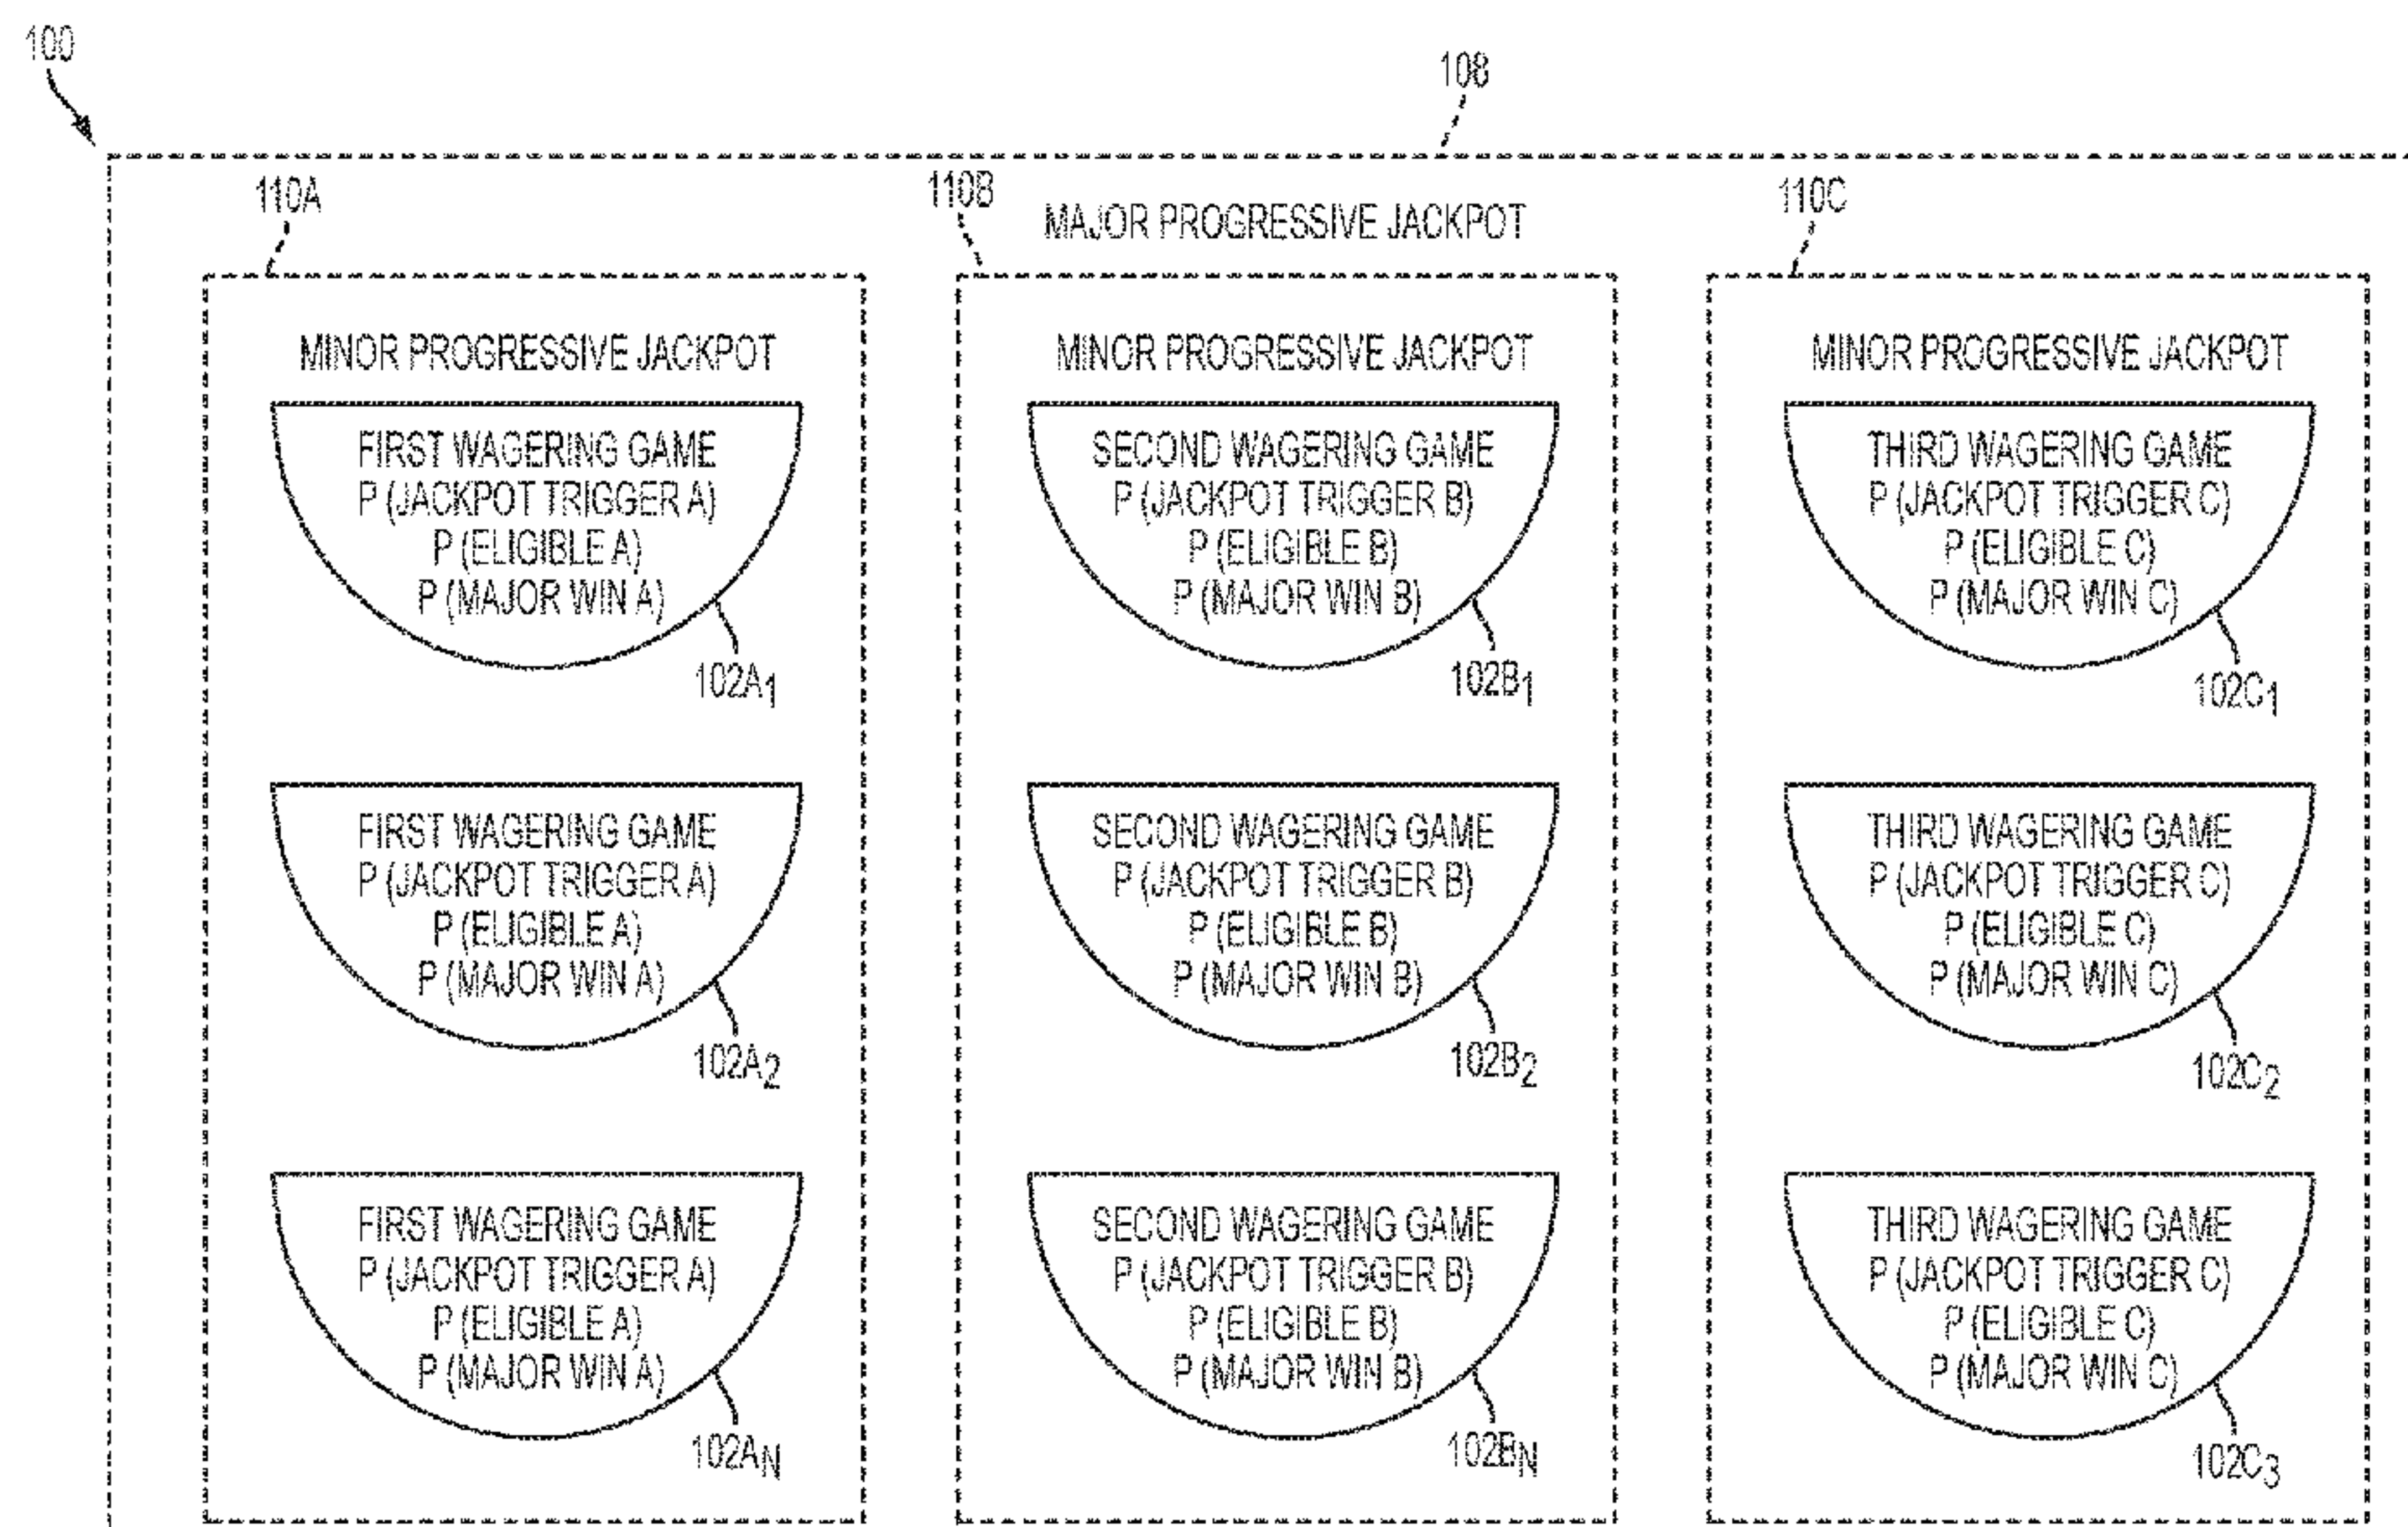 100
108
110A
110B
110C
MAJOR PROGRESSIVE JACKPOT
MINOR PROGRESSIVE JACKPOT
FIRST WAGERING GAME
P (JACKPOT TRIGGER A)
P (ELIGIBLE A)
P (MAJOR WIN A)
102A1
FIRST WAGERING GAME
P (JACKPOT TRIGGER A)
P (ELIGIBLE A)
P (MAJOR WIN A)
102A2
FIRST WAGERING GAME
P (JACKPOT TRIGGER A)
P (ELIGIBLE A)
P (MAJOR WIN A)
102AN
MINOR PROGRESSIVE JACKPOT
SECOND WAGERING GAME
P (JACKPOT TRIGGER B)
P (ELIGIBLE B)
P (MAJOR WIN B)
102B1
SECOND WAGERING GAME
P (JACKPOT TRIGGER B)
P (ELIGIBLE B)
P (MAJOR WIN B)
102B2
SECOND WAGERING GAME
P (JACKPOT TRIGGER B)
P (ELIGIBLE B)
P (MAJOR WIN B)
102BN
MINOR PROGRESSIVE JACKPOT
THIRD WAGERING GAME
P (JACKPOT TRIGGER C)
P (ELIGIBLE C)
P (MAJOR WIN C)
102C1
THIRD WAGERING GAME
P (JACKPOT TRIGGER C)
P (ELIGIBLE C)
P (MAJOR WIN C)
102C2
THIRD WAGERING GAME
P (JACKPOT TRIGGER C)
P (ELIGIBLE C)
P (MAJOR WIN C)
102C3